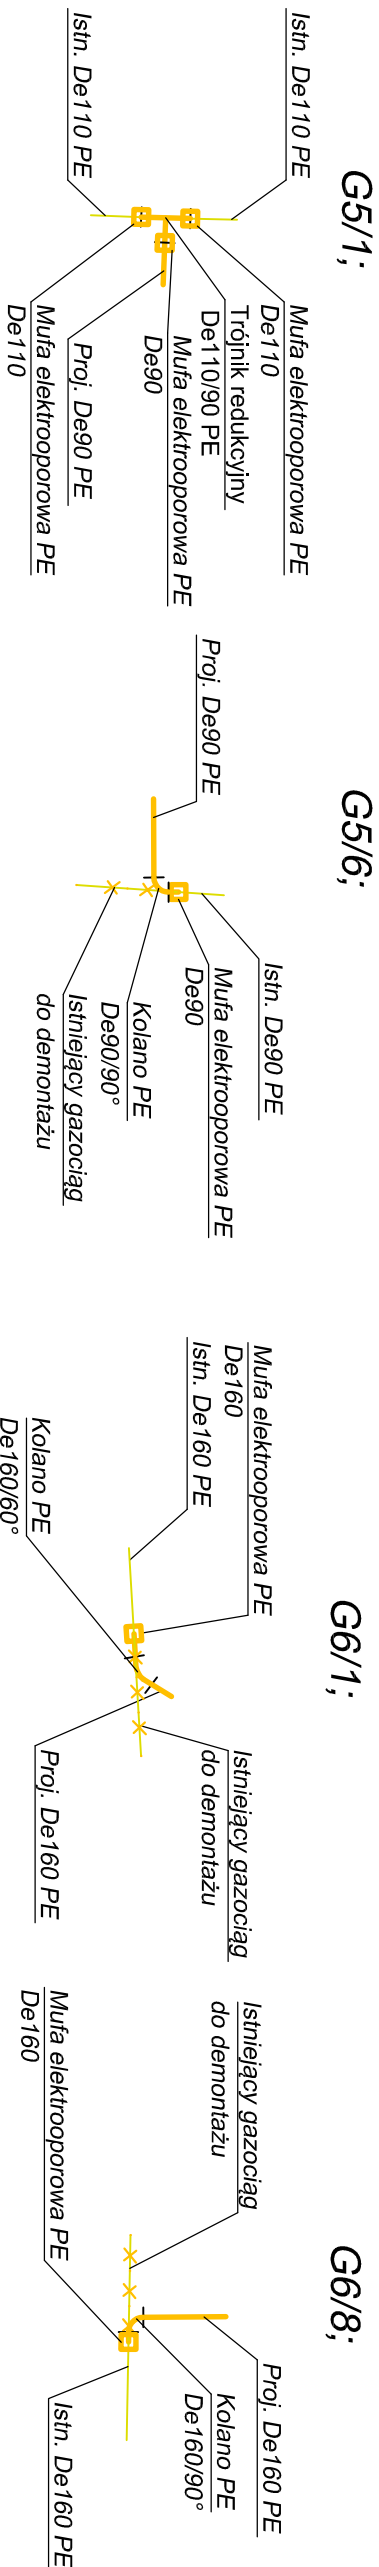 G5/1;
Istn. De110 PE
Istn. De110 PE
Mufa elektrooporowa PE
De110
Trójnik redukcyjny
De110/90 PE
Mufa elektrooporowa PE
De90
Proj. De90 PE
Mufa elektrooporowa PE
De110
G5/6;
Proj. De90 PE
Istn. De90 PE
Mufa elektrooporowa PE
De90
Kolano PE
De90/90°
Istniejący gazociąg
do demontażu
G6/1;
Mufa elektrooporowa PE
De160
Istn. De160 PE
Kolano PE
De160/60°
Istniejący gazociąg
do demontażu
Proj. De160 PE
G6/8;
Istniejący gazociąg
do demontażu
Mufa elektrooporowa PE
De160
Proj. De160 PE
Kolano PE
De160/90°
Istn. De160 PE